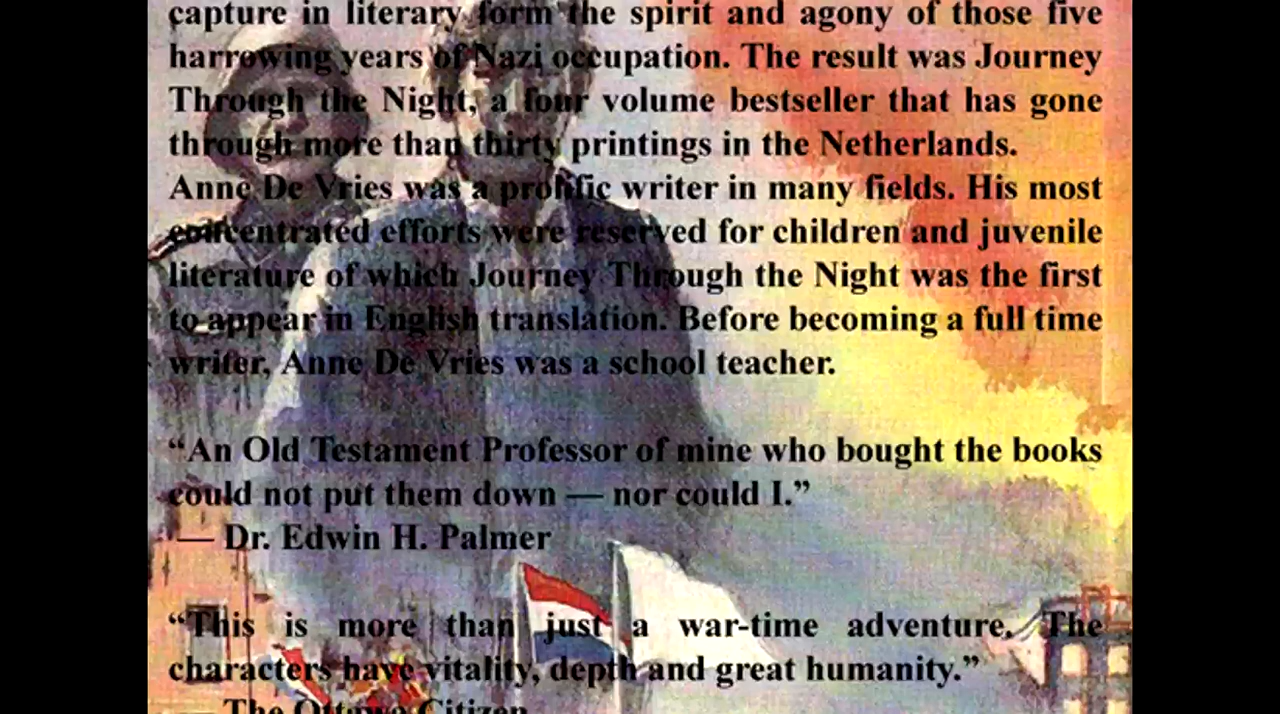 capture in literary form the spirit and agony of those five
harrowing years of Nazi occupation. The result was Journey
Through the Night, a four volume bestseller that has gone
through more than thirty printings in the Netherlands.
Anne De Vries was a prolific writer in many fields. His most
concentrated efforts were reserved for children and juvenile
literature of which Journey Through the Night was the first
to appear in English translation. Before becoming a full time
writer, Anne De Vries was a school teacher.
“An Old Testament Professor of mine who bought the books
could not put them down — nor could I.”
— Dr. Edwin H. Palmer
“This is more than just a war-time adventure. The
characters have vitality, depth and great humanity.”
— The Ottawa Citizen